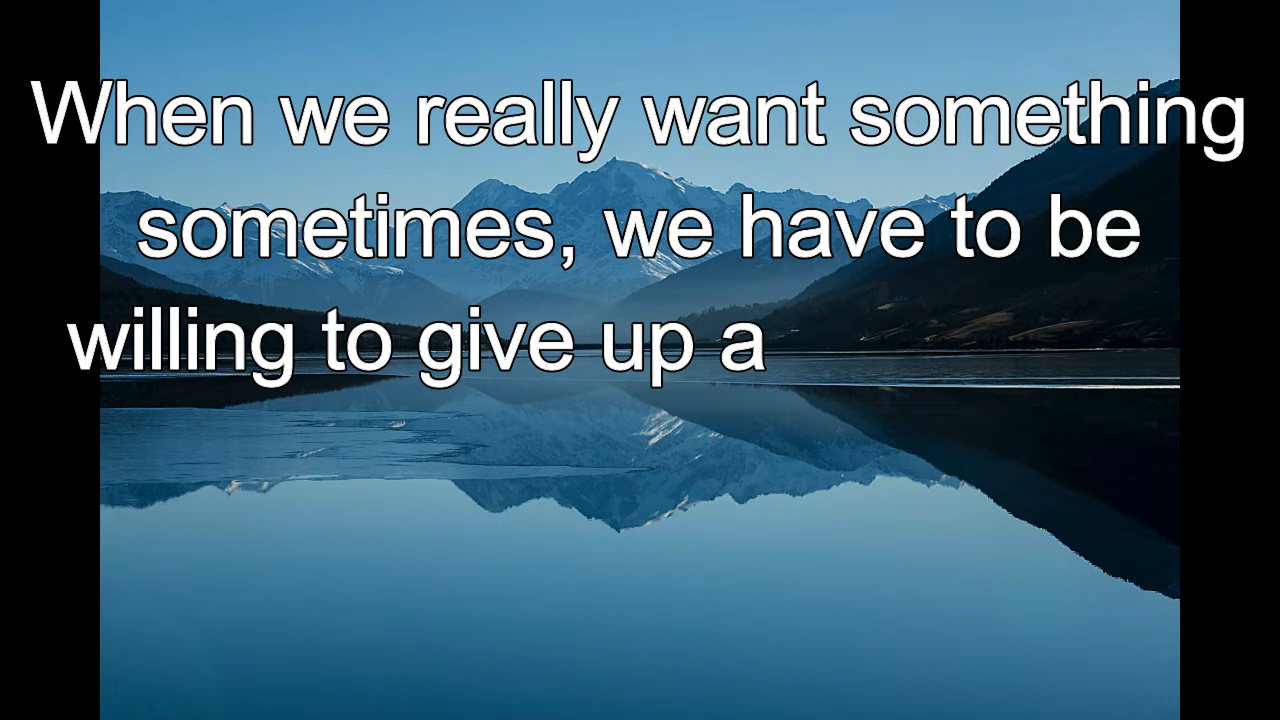 When we really want something
sometimes, we have to be
willing to give up a